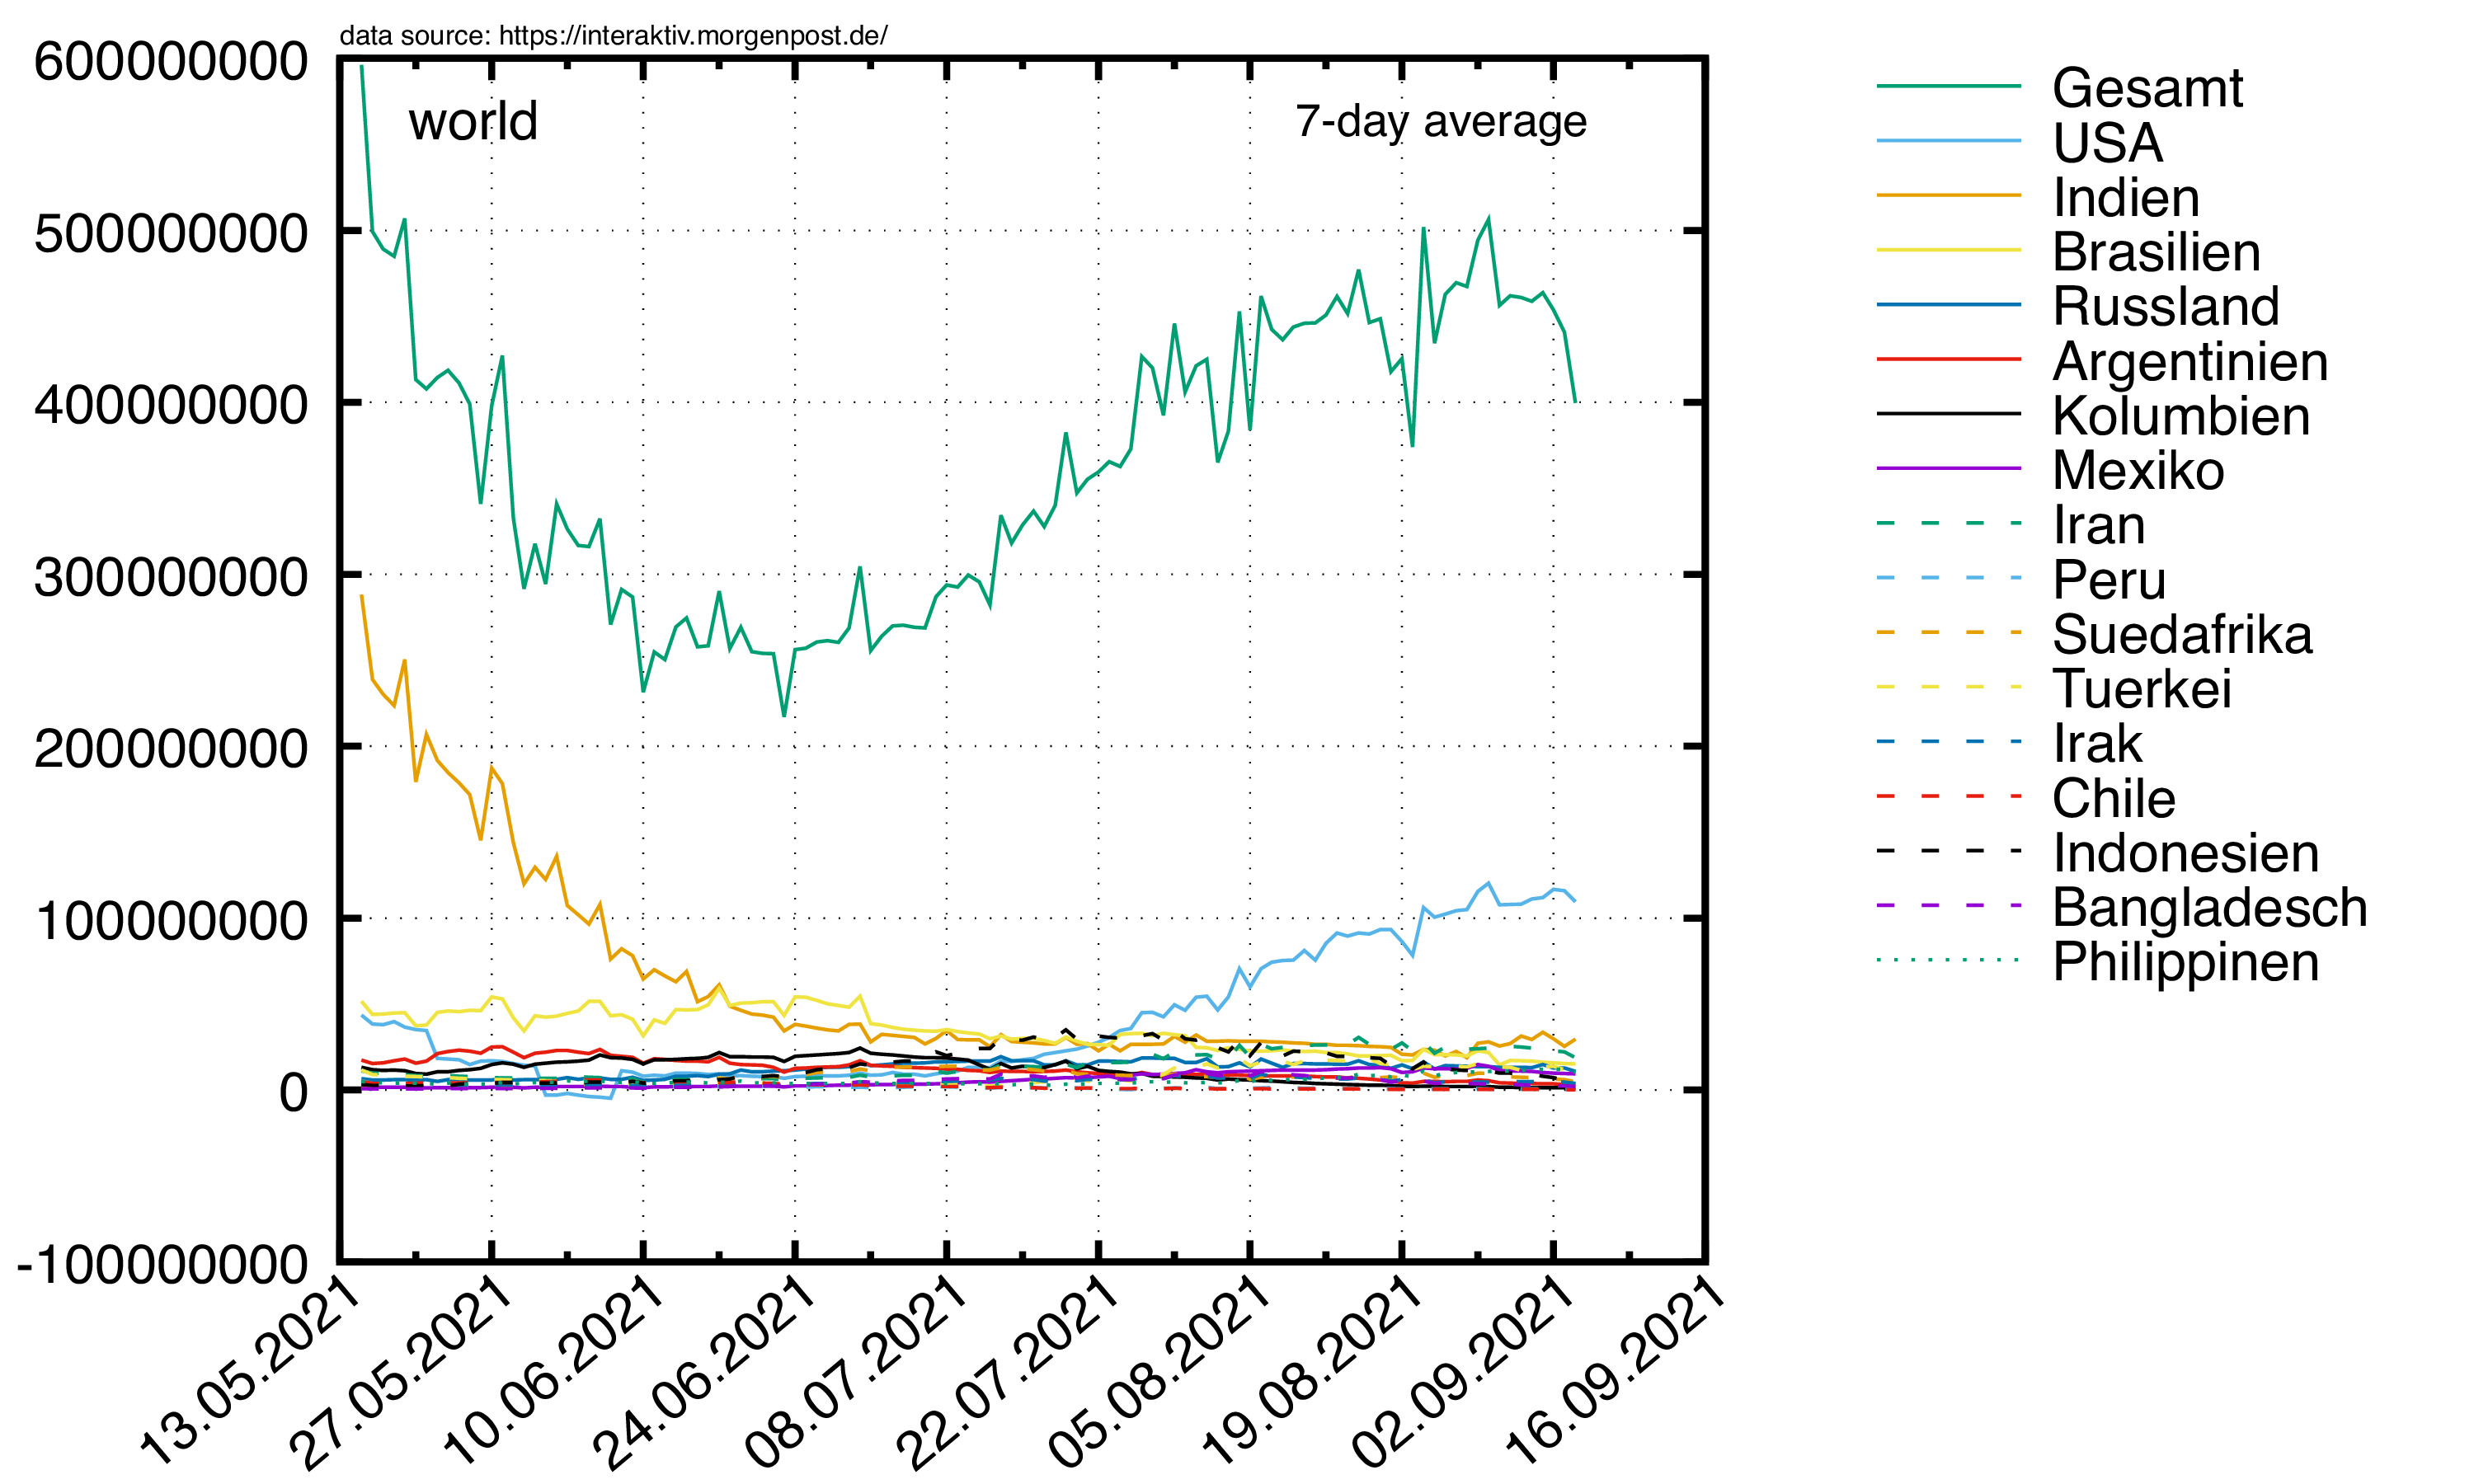 data source: https://interaktiv.morgenpost.de/
world
7-day average
600000000
500000000
400000000
300000000
200000000
100000000
0
-100000000
13.05.2021
27.05.2021
10.06.2021
24.06.2021
08.07.2021
22.07.2021
05.08.2021
19.08.2021
02.09.2021
16.09.2021
Gesamt
USA
Indien
Brasilien
Russland
Argentinien
Kolumbien
Mexiko
Iran
Peru
Suedafrika
Tuerkei
Irak
Chile
Indonesien
Bangladesch
Philippinen